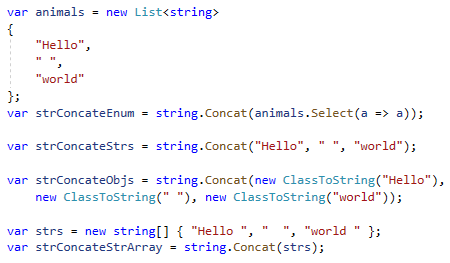 var animals = new List<string>
{
    "Hello",
    " ",
    "world"
};
var strConcateEnum = string.Concat(animals.Select(a => a));
var strConcateStrs = string.Concat("Hello", " ", "world");
var strConcateObjs = string.Concat(new ClassToString("Hello"),
    new ClassToString(" "), new ClassToString("world"));
var strs = new string[] { "Hello ", "  ", "world " };
var strConcateStrArray = string.Concat(strs);